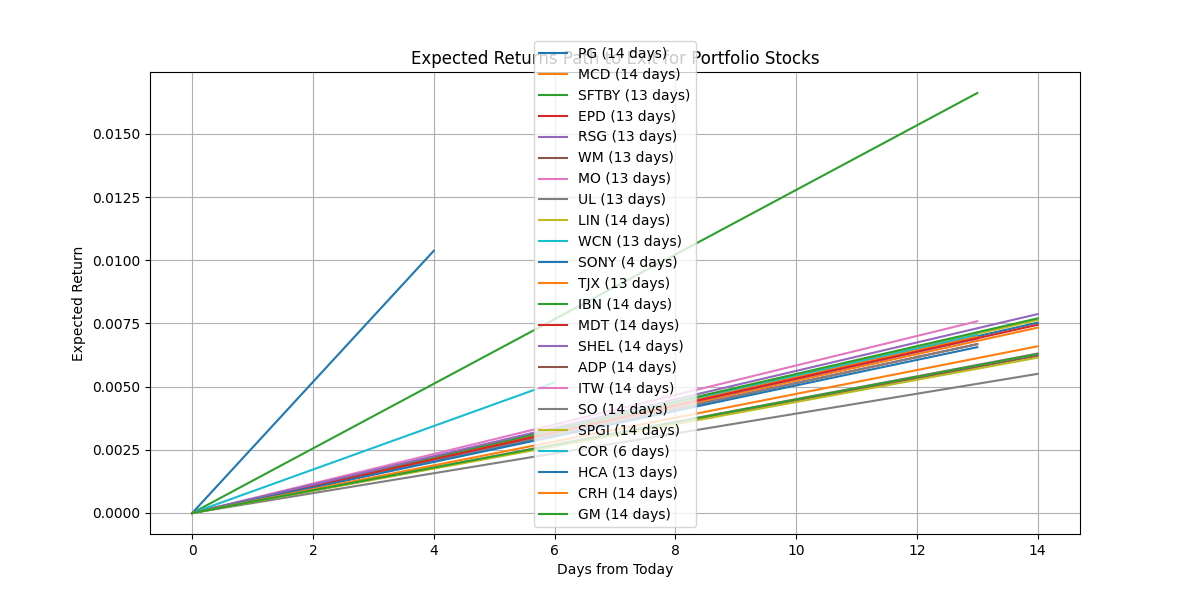 Expected Returns Path to Exit for Portfolio Stocks
PG (14 days)
MCD (14 days)
SFTBY (13 days)
EPD (13 days)
RSG (13 days)
WM (13 days)
MO (13 days)
UL (13 days)
LIN (14 days)
WCN (13 days)
SONY (4 days)
TJX (13 days)
IBN (14 days)
MDT (14 days)
SHEL (14 days)
ADP (14 days)
ITW (14 days)
SO (14 days)
SPGI (14 days)
COR (6 days)
HCA (13 days)
CRH (14 days)
GM (14 days)
Expected Return
0.0150
0.0125
0.0100
0.0075
0.0050
0.0025
0.0000
0 2 4 6 8 10 12 14
Days from Today